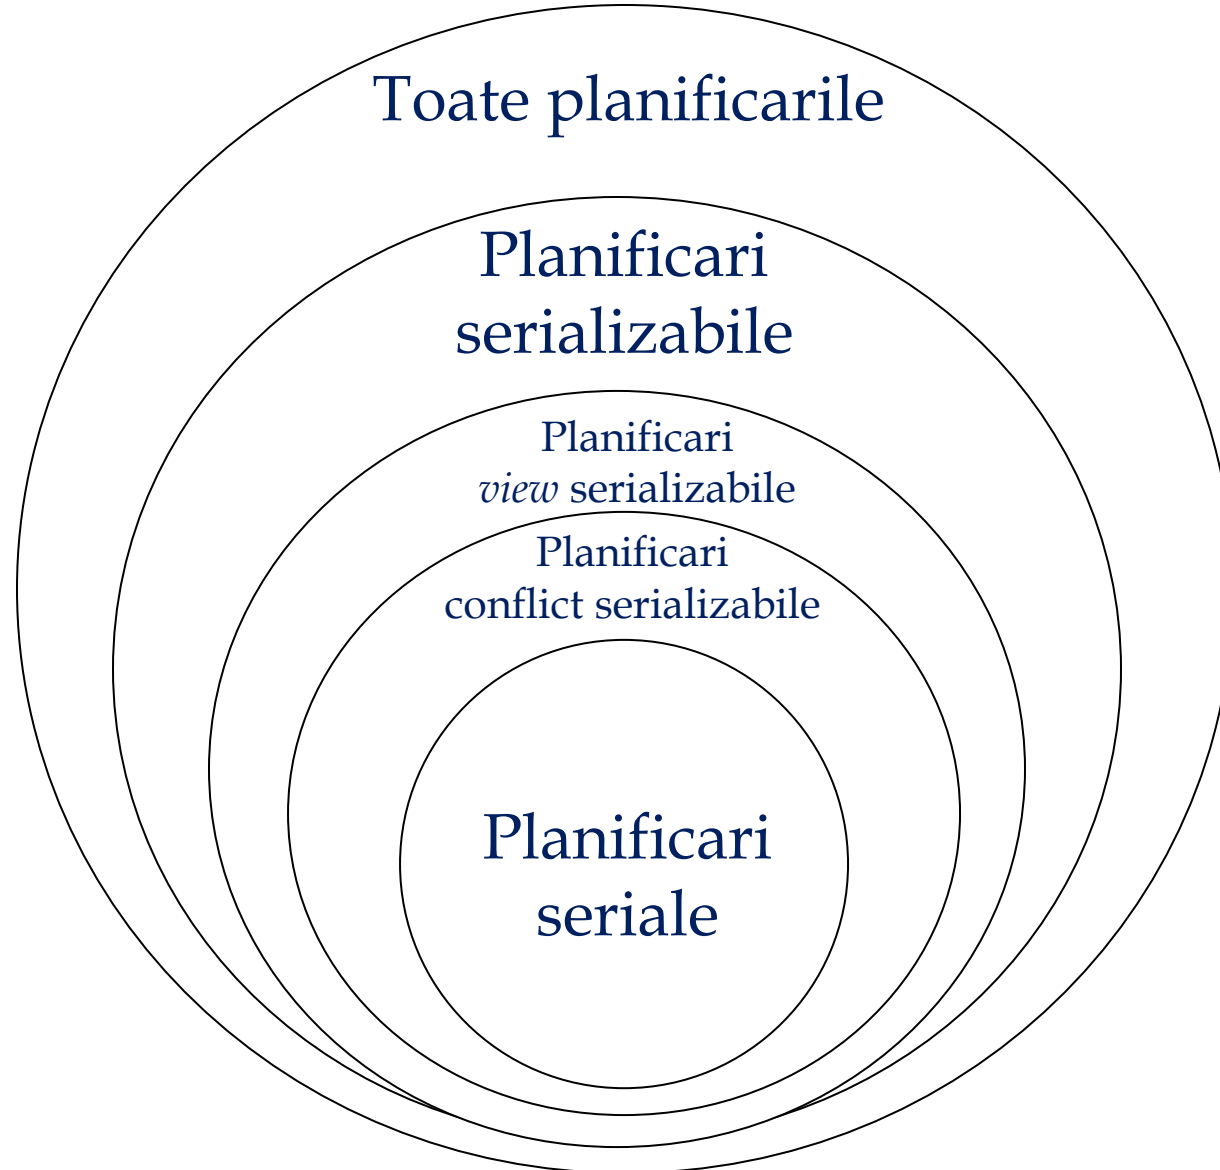 Toate planificarile
Planificari
serializabile
Planificari
view serializabile
Planificari
conflict serializabile
Planificari
seriale